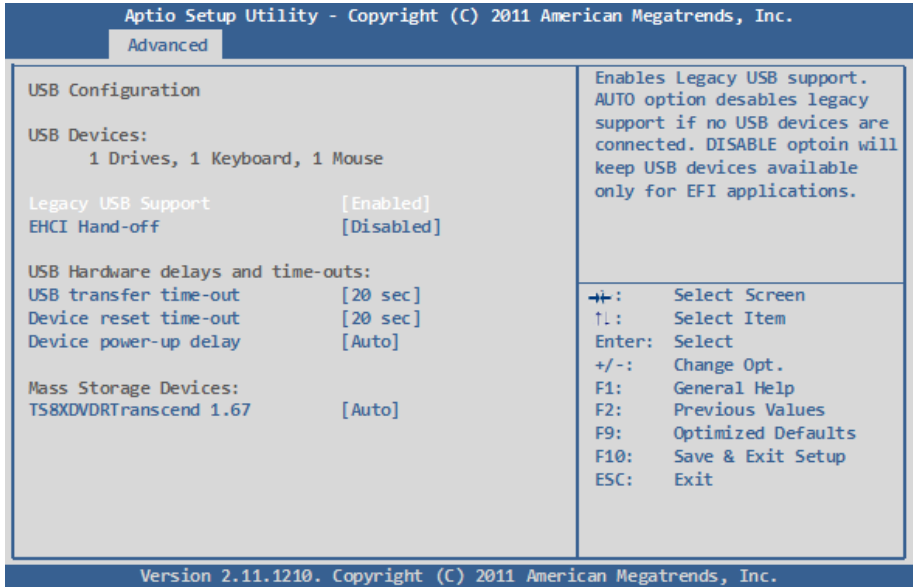 Aptio Setup Utility - Copyright (C) 2011 American Megatrends, Inc.
Advanced
USB Configuration
USB Devices:
1 Drives, 1 Keyboard, 1 Mouse
Legacy USB Support [Enabled]
EHCI Hand-off [Disabled]
USB Hardware delays and time-outs:
USB transfer time-out [20 sec]
Device reset time-out [20 sec]
Device power-up delay [Auto]
Mass Storage Devices:
TS8XDVDRTranscend 1.67 [Auto]
Enables Legacy USB support.
AUTO option desables legacy
support if no USB devices are
connected. DISABLE optoin will
keep USB devices available
only for EFI applications.
→←: Select Screen
↑↓: Select Item
Enter: Select
+/-: Change Opt.
F1: General Help
F2: Previous Values
F9: Optimized Defaults
F10: Save & Exit Setup
ESC: Exit
Version 2.11.1210. Copyright (C) 2011 American Megatrends, Inc.